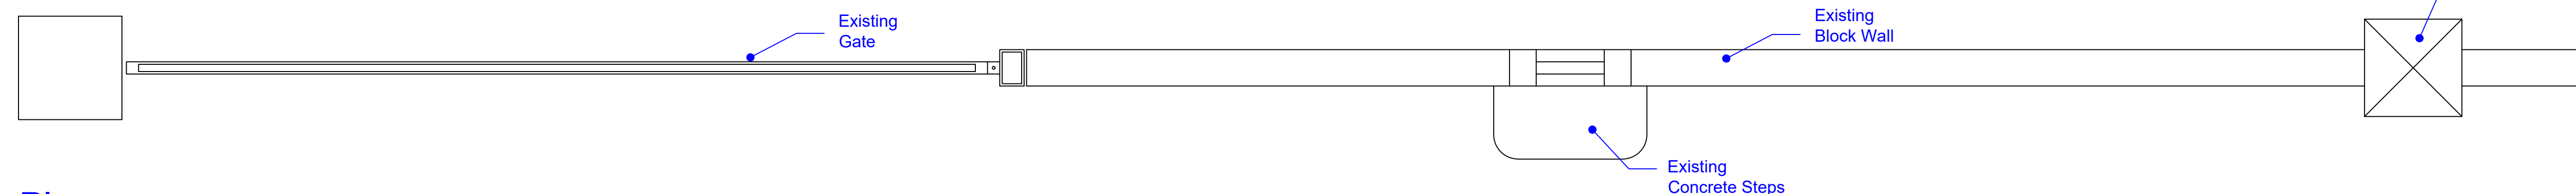 Existing
Gate
Existing
Block Wall
Existing
Concrete Steps